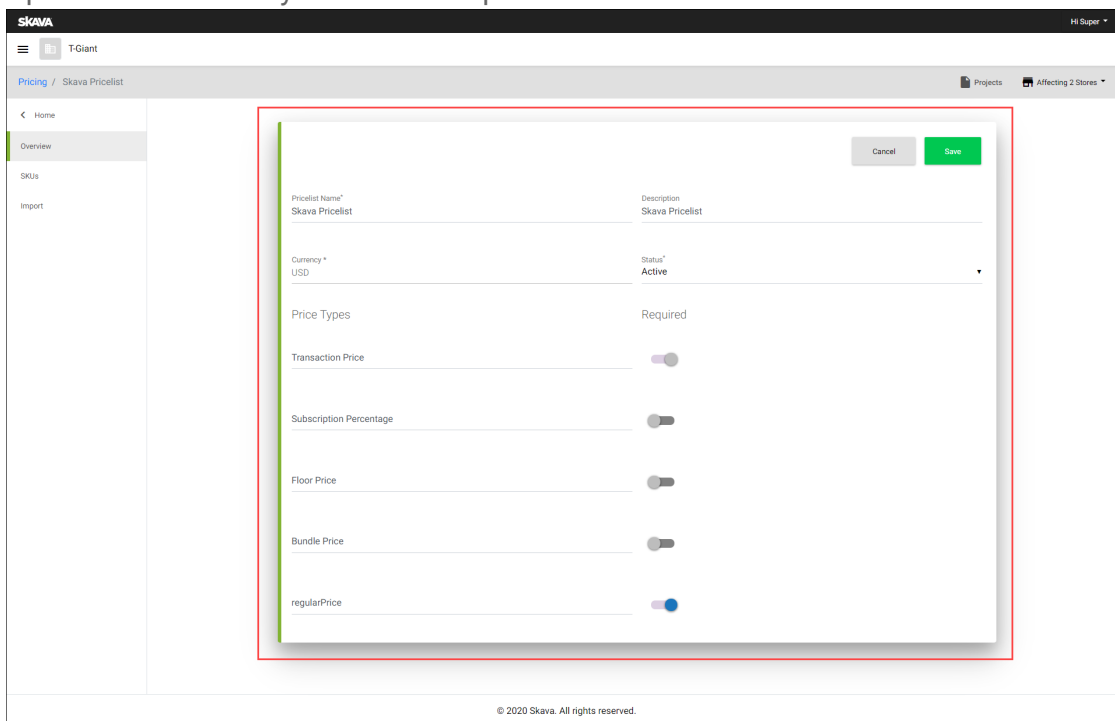 SKAVA
Hi Super
T-Giant
Pricing / Skava Pricelist
Projects
Affecting 2 Stores
Home
Overview
SKUs
Import
Cancel
Save
Pricelist Name*
Skava Pricelist
Description
Skava Pricelist
Currency *
USD
Status*
Active
Price Types
Required
Transaction Price
Subscription Percentage
Floor Price
Bundle Price
regularPrice
© 2020 Skava. All rights reserved.